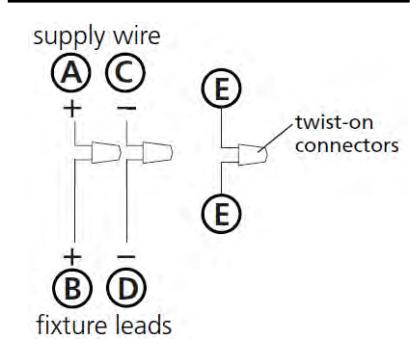 supply wire
A C E
+ −
twist-on
connectors
E
+ −
B D
fixture leads